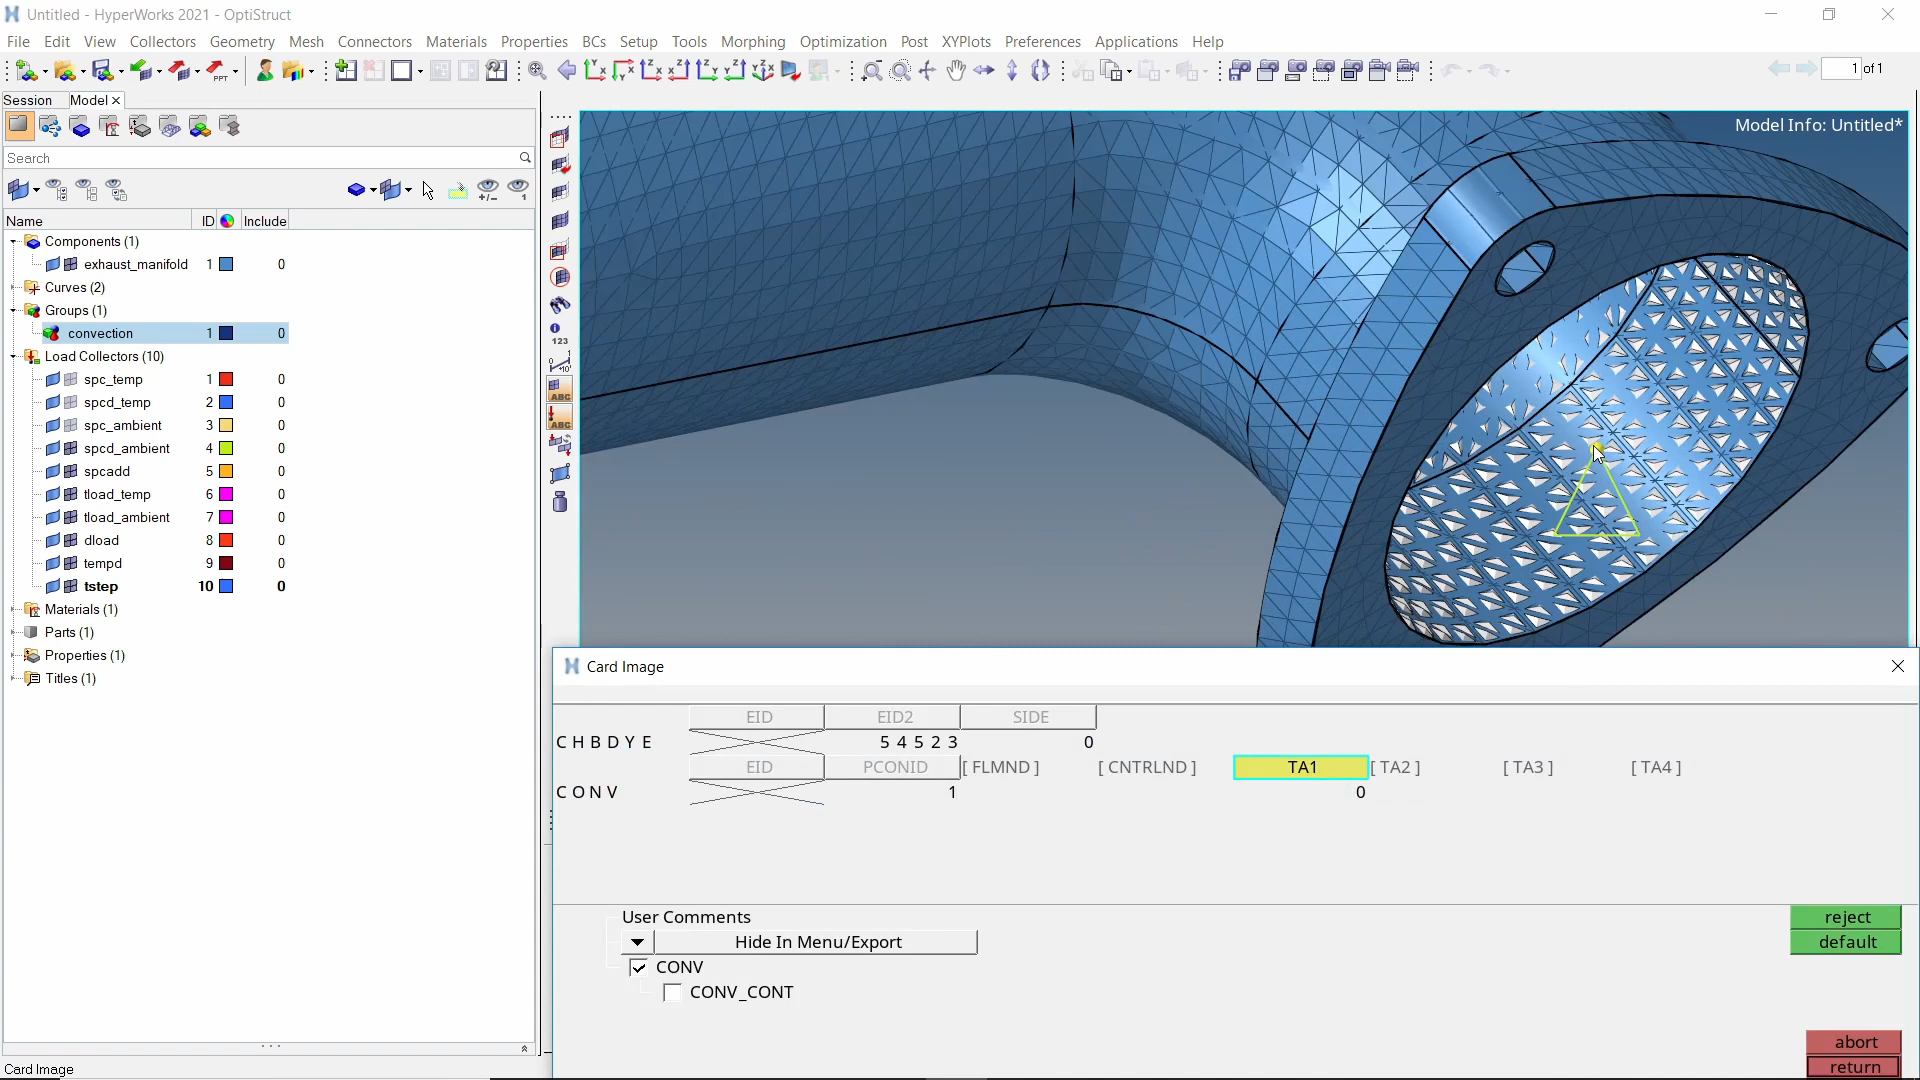 Untitled - HyperWorks 2021 - OptiStruct
File Edit View Collectors Geometry Mesh Connectors Materials Properties BCs Setup Tools Morphing Optimization Post XYPlots Preferences Applications Help
1 of 1
Session Model
Search
Name ID Include
Components (1)
exhaust_manifold 1 0
Curves (2)
Groups (1)
convection 1 0
Load Collectors (10)
spc_temp 1 0
spcd_temp 2 0
spc_ambient 3 0
spcd_ambient 4 0
spcadd 5 0
tload_temp 6 0
tload_ambient 7 0
dload 8 0
tempd 9 0
tstep 10 0
Materials (1)
Parts (1)
Properties (1)
Titles (1)
Card Image
Model Info: Untitled*
123
ABC
ABC
Card Image
EID EID2 SIDE
CHBDYE 54523 0
EID PCONID [ FLMND ] [ CNTRLND ] TA1 [ TA2 ] [ TA3 ] [ TA4 ]
CONV 1 0
User Comments
Hide In Menu/Export
CONV
CONV_CONT
reject
default
abort
return